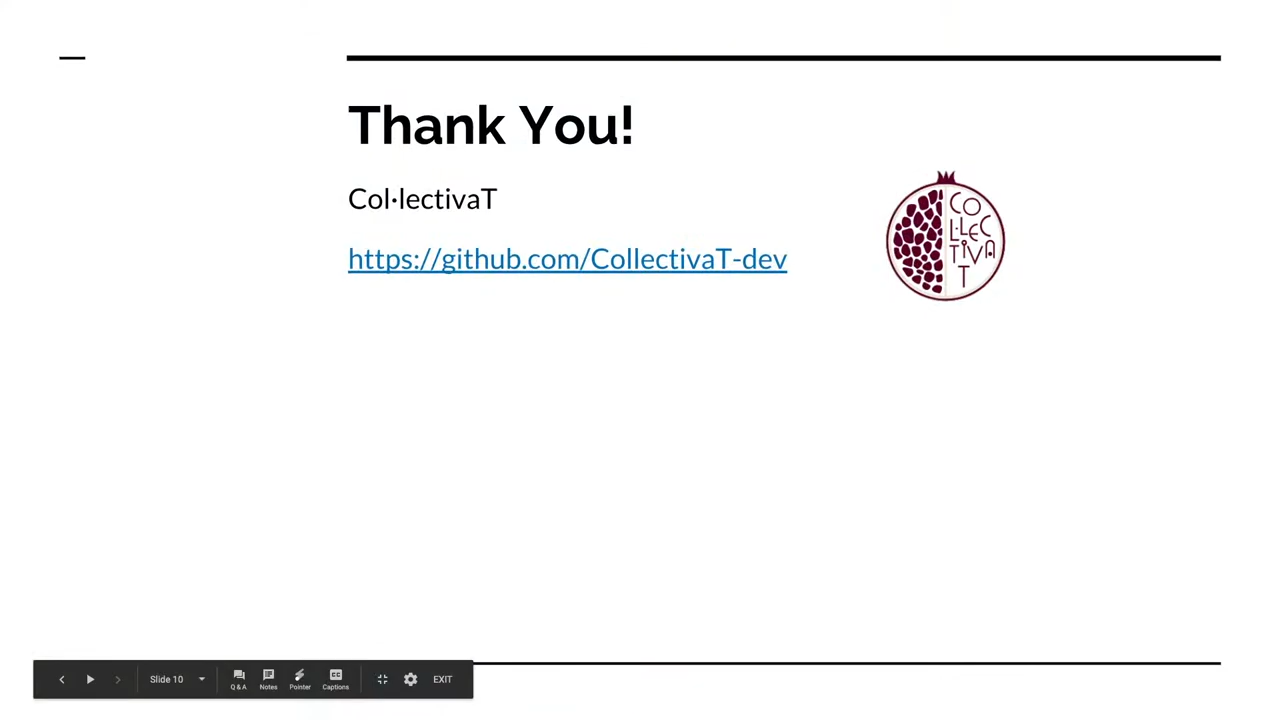 Thank You!
Col·lectivaT
https://github.com/CollectivaT-dev
CO
L·LEC
TIVA
T
Slide 10
Q & A
Notes
Pointer
Captions
EXIT